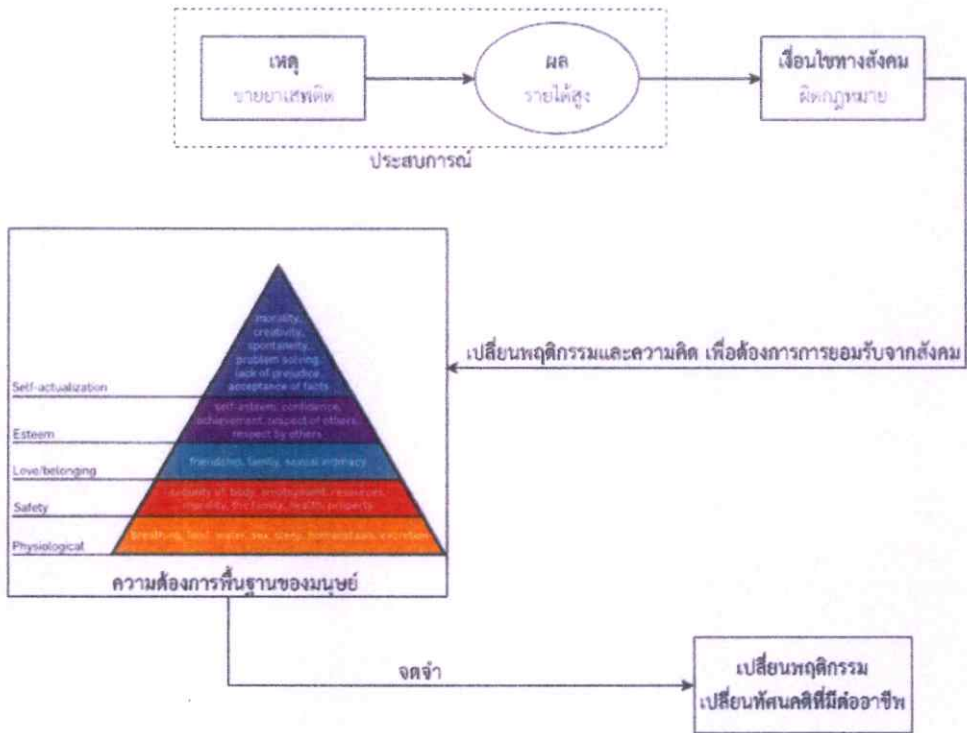 เหตุ
ขายยาเสพติด
ผล
รายได้สูง
เงื่อนไขทางสังคม
ผิดกฎหมาย
ประสบการณ์
เปลี่ยนพฤติกรรมและความคิด เพื่อต้องการการยอมรับจากสังคม
morality,
creativity,
spontaneity,
problem solving,
lack of prejudice,
acceptance of facts
Self-actualization
self-esteem, confidence,
achievement, respect of others,
respect by others
Esteem
friendship, family, sexual intimacy
Love/belonging
security of body, employment, resources,
morality, the family, health, property
Safety
breathing, food, water, sex, sleep, homeostasis, excretion
Physiological
ความต้องการพื้นฐานของมนุษย์
จดจำ
เปลี่ยนพฤติกรรม
เปลี่ยนทัศนคติที่มีต่ออาชีพ